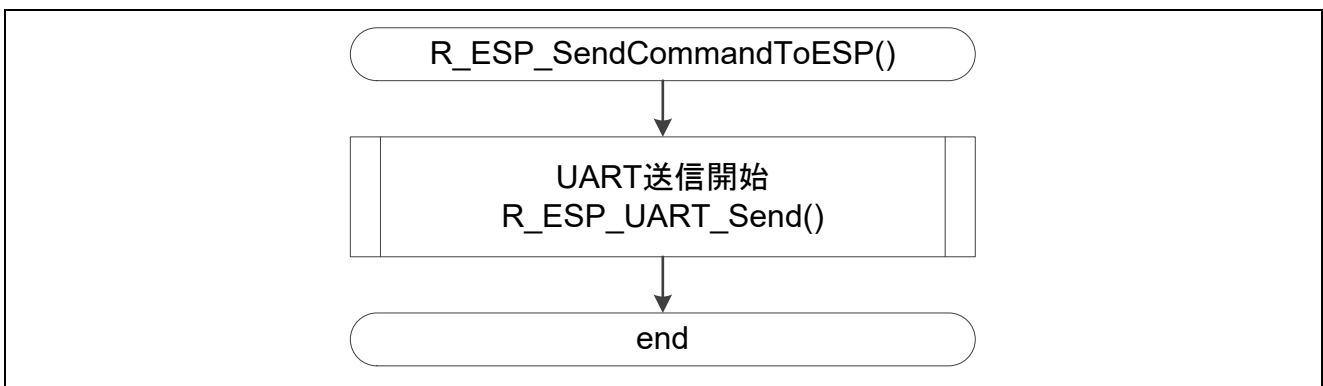 R_ESP_SendCommandToESP()
UART送信開始
R_ESP_UART_Send()
end